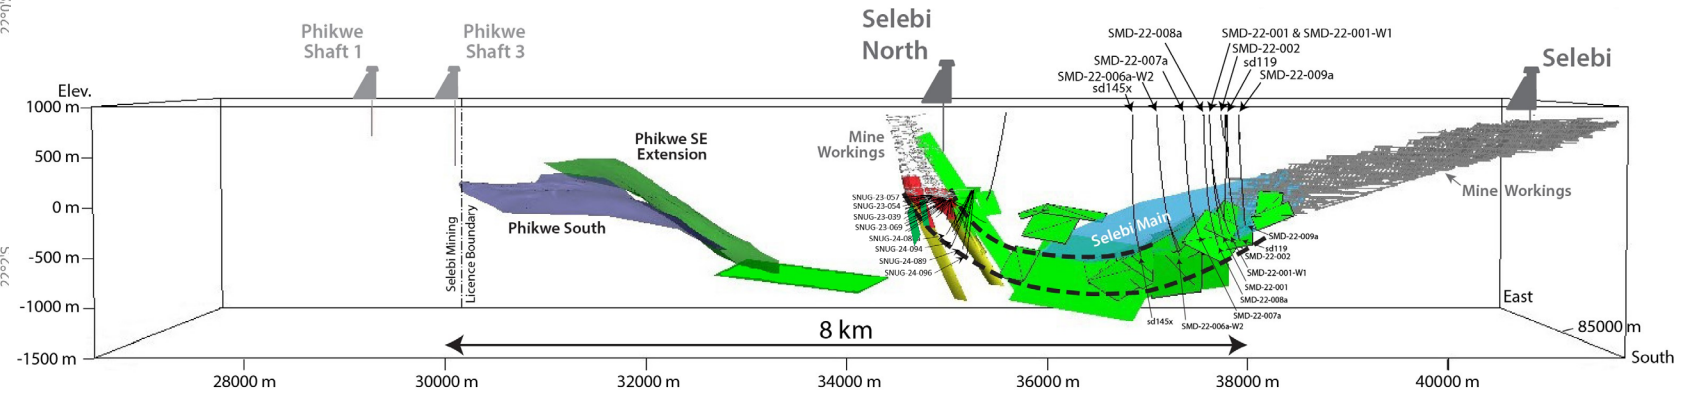 Selebi
North
Phikwe
Shaft 1
Phikwe
Shaft 3
SMD-22-008a
SMD-22-001 & SMD-22-001-W1
SMD-22-002
sd119
SMD-22-007a
SMD-22-009a
SMD-22-006a-W2
sd145x
Selebi
Elev.
1000 m
500 m
0 m
-500 m
-1000 m
-1500 m
Phikwe SE
Extension
Phikwe South
Selebi Mining
Licence Boundary
Mine
Workings
SNUG-23-057
SNUG-23-054
SNUG-23-039
SNUG-23-069
SNUG-24-094
SNUG-24-089
SNUG-24-096
Selebi Main
Mine Workings
SMD-22-009a
sd119
SMD-22-002
SMD-22-001-W1
SMD-22-001
SMD-22-008a
SMD-22-007a
sd145x
SMD-22-006a-W2
East
85000 m
South
8 km
28000 m
30000 m
32000 m
34000 m
36000 m
38000 m
40000 m